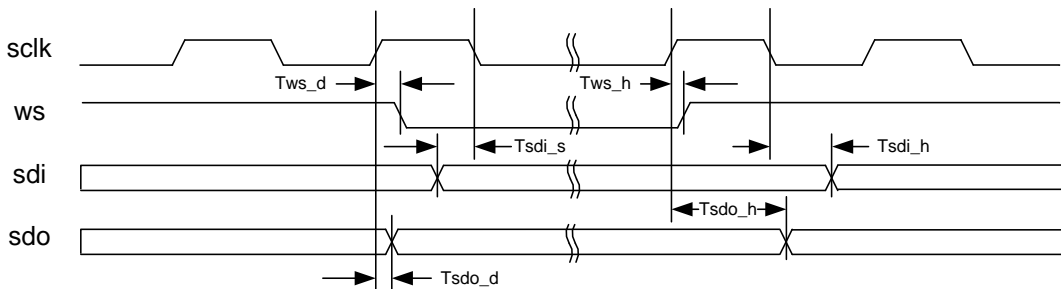 sclk
Tws_d
Tws_h
ws
Tsdi_s
Tsdi_h
sdi
Tsdo_h
sdo
Tsdo_d